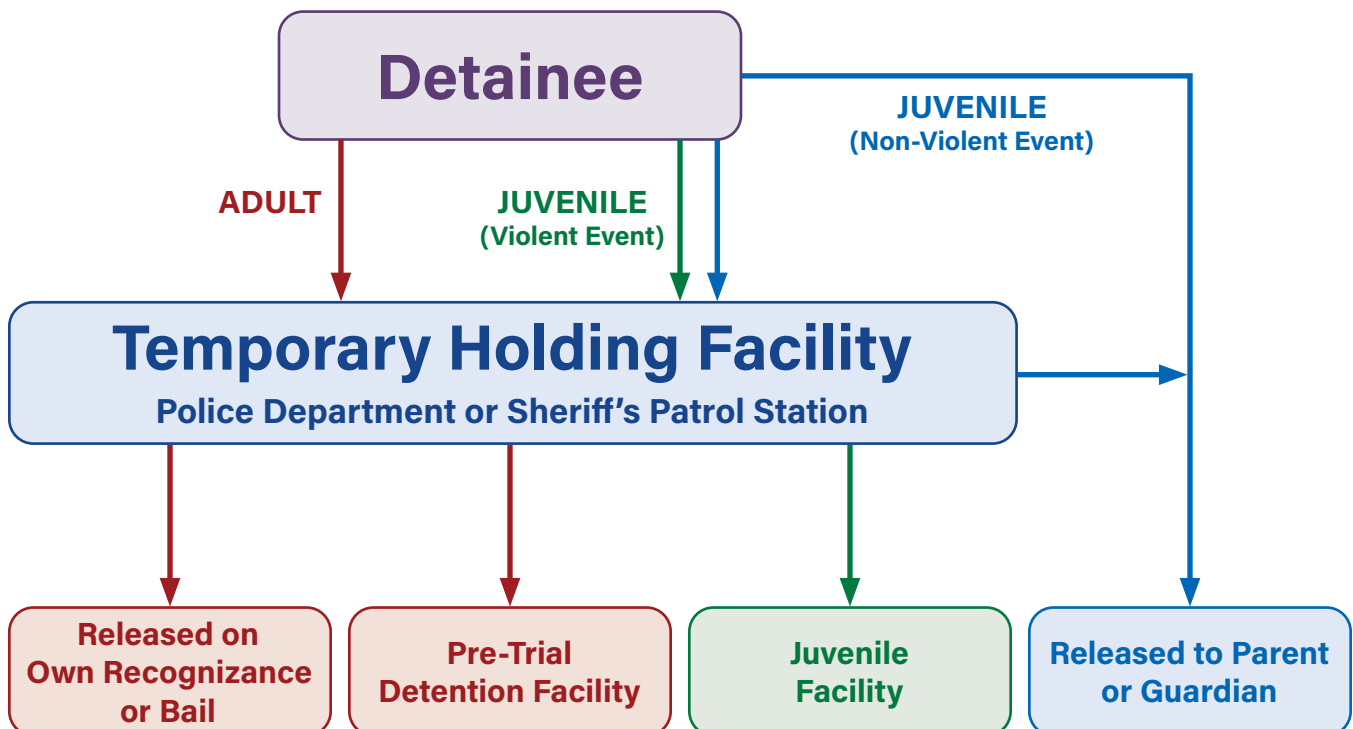 Detainee
JUVENILE
(Non-Violent Event)
ADULT
JUVENILE
(Violent Event)
Temporary Holding Facility
Police Department or Sheriff's Patrol Station
Released on
Own Recognizance
or Bail
Pre-Trial
Detention Facility
Juvenile
Facility
Released to Parent
or Guardian